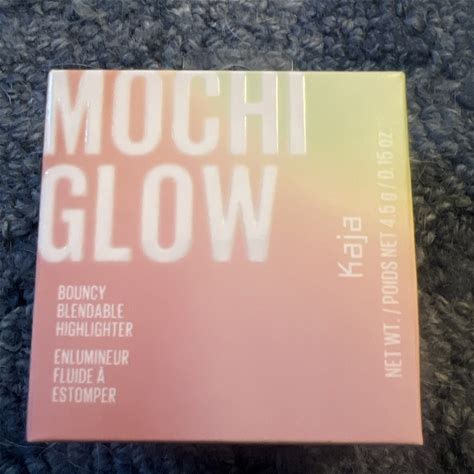 MOCHI
GLOW
BOUNCY
BLENDABLE
HIGHLIGHTER
ENLUMINEUR
FLUIDE À
ESTOMPER
Kaja
NET WT. / POIDS NET 4.5 g / 0.15 oz